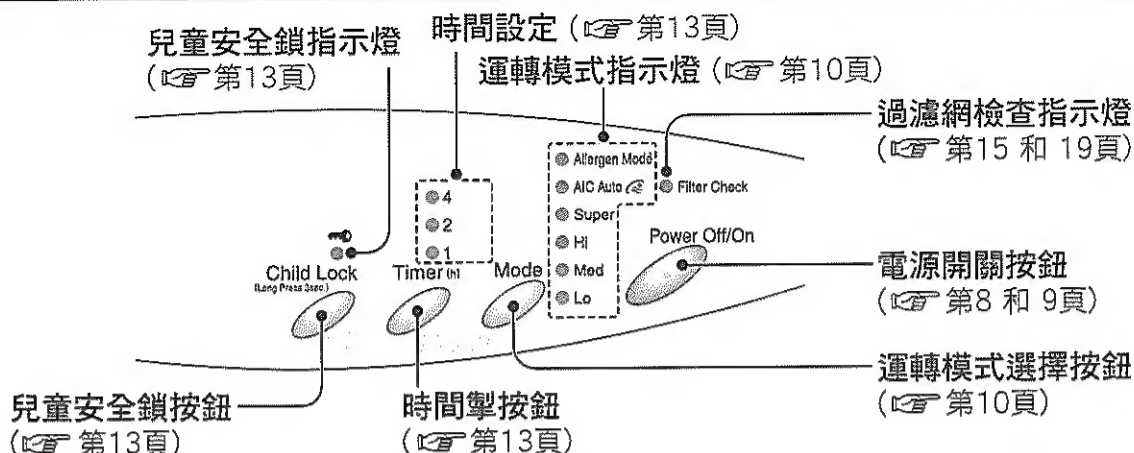 兒童安全鎖指示燈
(☞ 第13頁)
時間設定 (☞ 第13頁)
運轉模式指示燈 (☞ 第10頁)
過濾網檢查指示燈
(☞ 第15 和 19頁)
Allergen Mode
AIC Auto
Super
Hi
Med
Lo
Filter Check
4
2
1
Child Lock
(Long Press 3sec.)
Timer (h)
Mode
Power Off/On
電源開關按鈕
(☞ 第8 和 9頁)
運轉模式選擇按鈕
(☞ 第10頁)
兒童安全鎖按鈕
(☞ 第13頁)
時間掣按鈕
(☞ 第13頁)